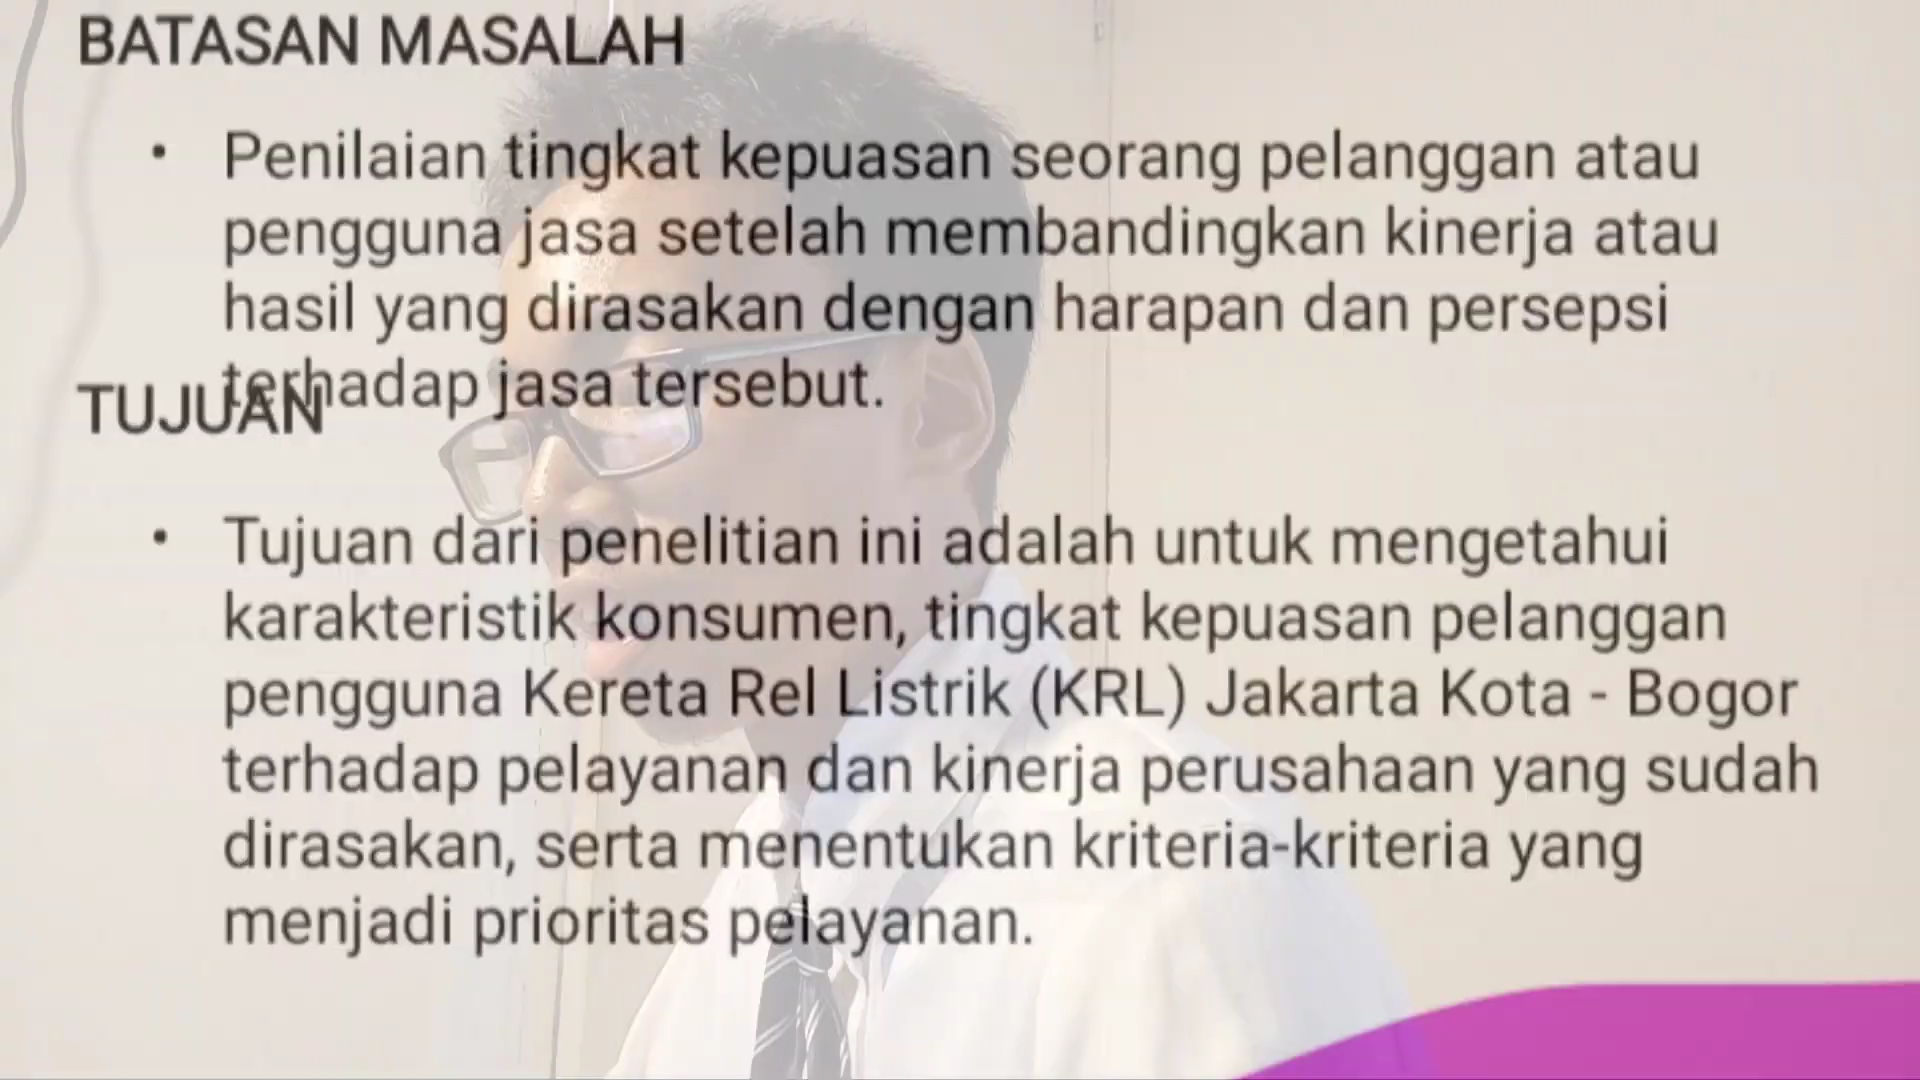 BATASAN MASALAH
• Penilaian tingkat kepuasan seorang pelanggan atau
pengguna jasa setelah membandingkan kinerja atau
hasil yang dirasakan dengan harapan dan persepsi
terhadap jasa tersebut.
TUJUAN
• Tujuan dari penelitian ini adalah untuk mengetahui
karakteristik konsumen, tingkat kepuasan pelanggan
pengguna Kereta Rel Listrik (KRL) Jakarta Kota - Bogor
terhadap pelayanan dan kinerja perusahaan yang sudah
dirasakan, serta menentukan kriteria-kriteria yang
menjadi prioritas pelayanan.